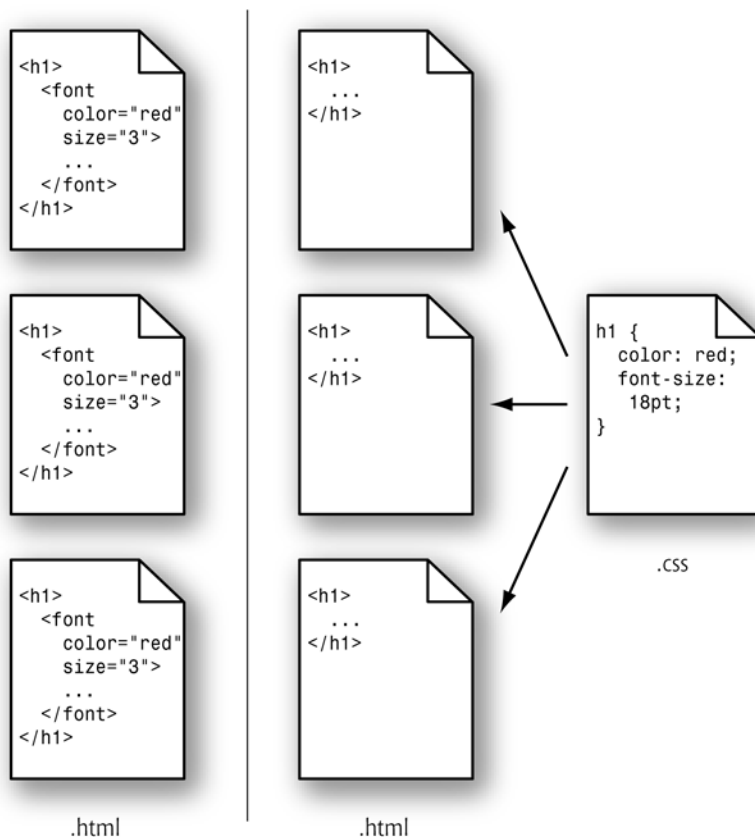 <h1>
<font
color="red"
size="3">
...
</font>
</h1>
<h1>
<font
color="red"
size="3">
...
</font>
</h1>
<h1>
<font
color="red"
size="3">
...
</font>
</h1>
.html
<h1>
...
</h1>
<h1>
...
</h1>
<h1>
...
</h1>
.html
h1 {
color: red;
font-size:
18pt;
}
.css